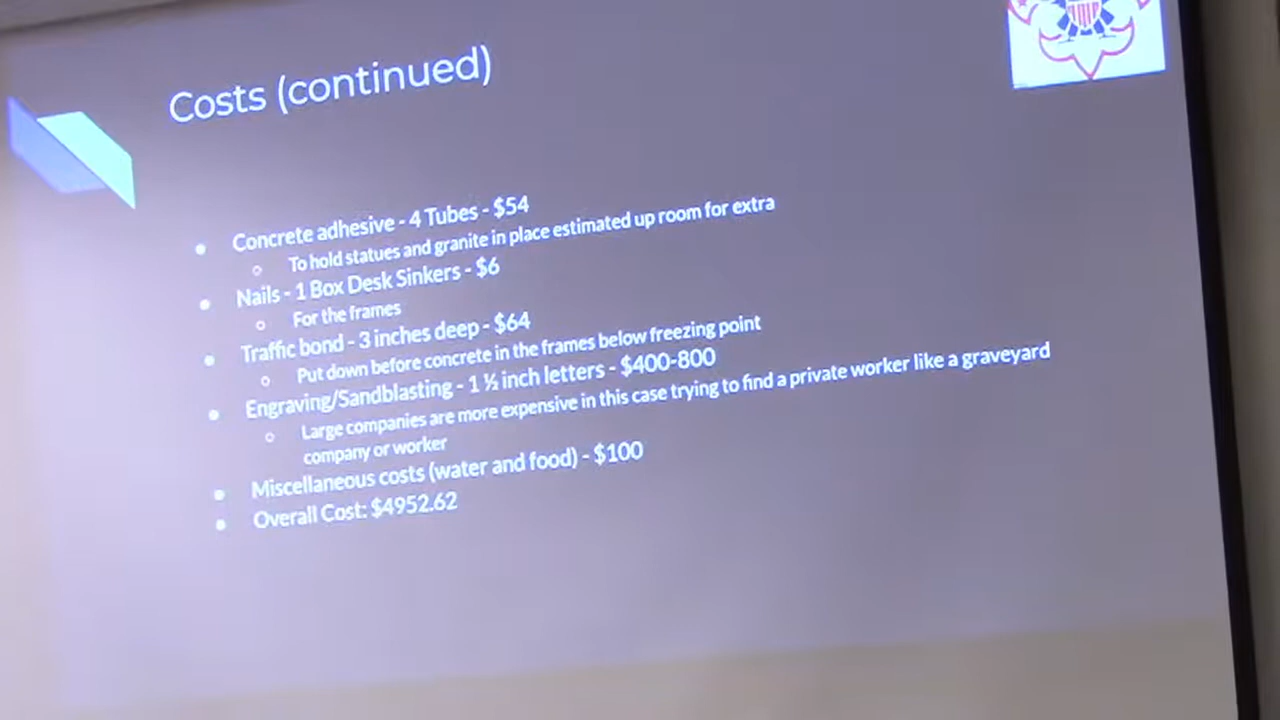 Costs (continued)
Concrete adhesive - 4 Tubes - $54
To hold statues and granite in place estimated up room for extra
Nails - 1 Box Desk Sinkers - $6
For the frames
Traffic bond - 3 inches deep - $64
Put down before concrete in the frames below freezing point
Engraving/Sandblasting - 1 ½ inch letters - $400-800
Large companies are more expensive in this case trying to find a private worker like a graveyard
company or worker
Miscellaneous costs (water and food) - $100
Overall Cost: $4952.62